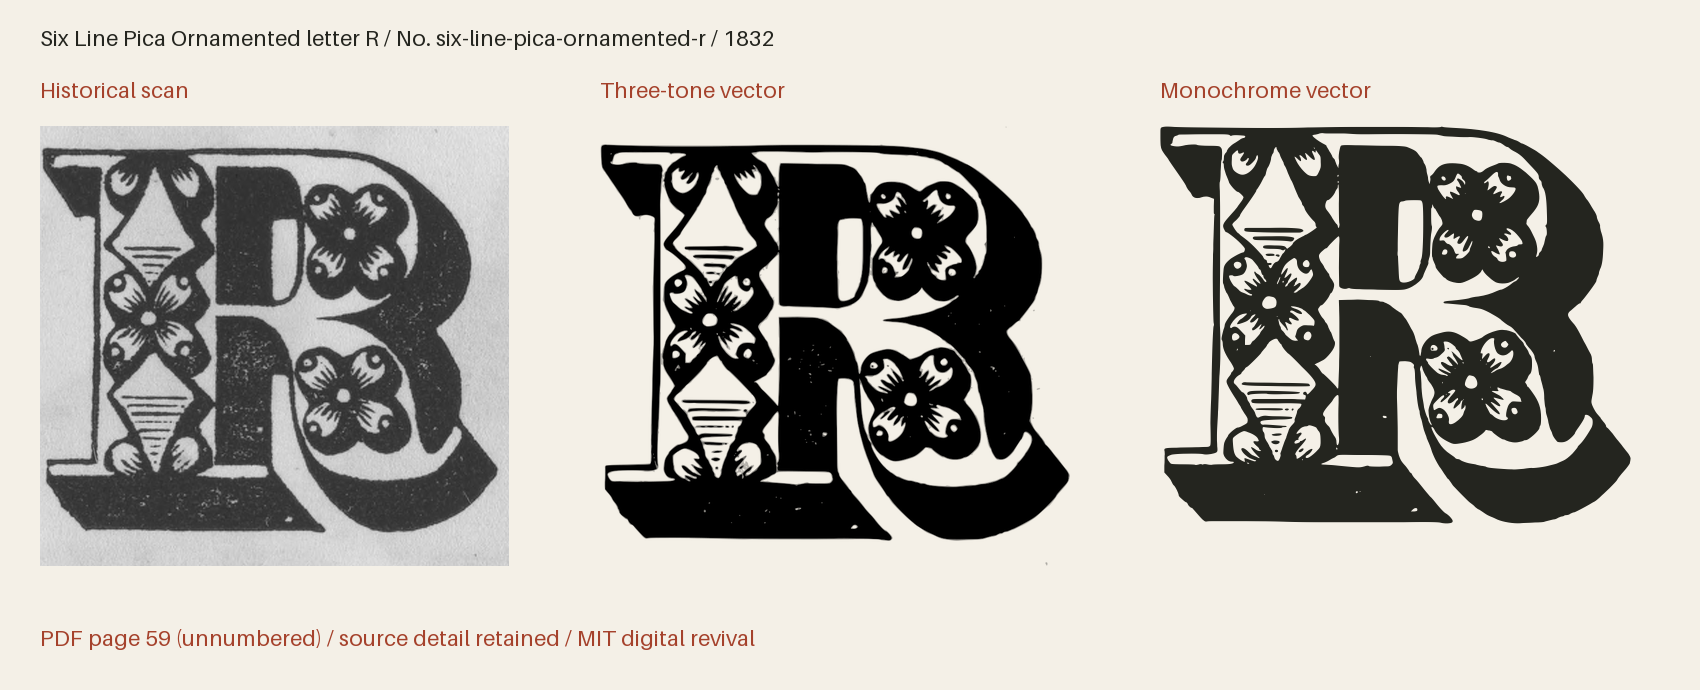 Six Line Pica Ornamented letter R / No. six-line-pica-ornamented-r / 1832
Historical scan
Three-tone vector
Monochrome vector
R
R
R
PDF page 59 (unnumbered) / source detail retained / MIT digital revival